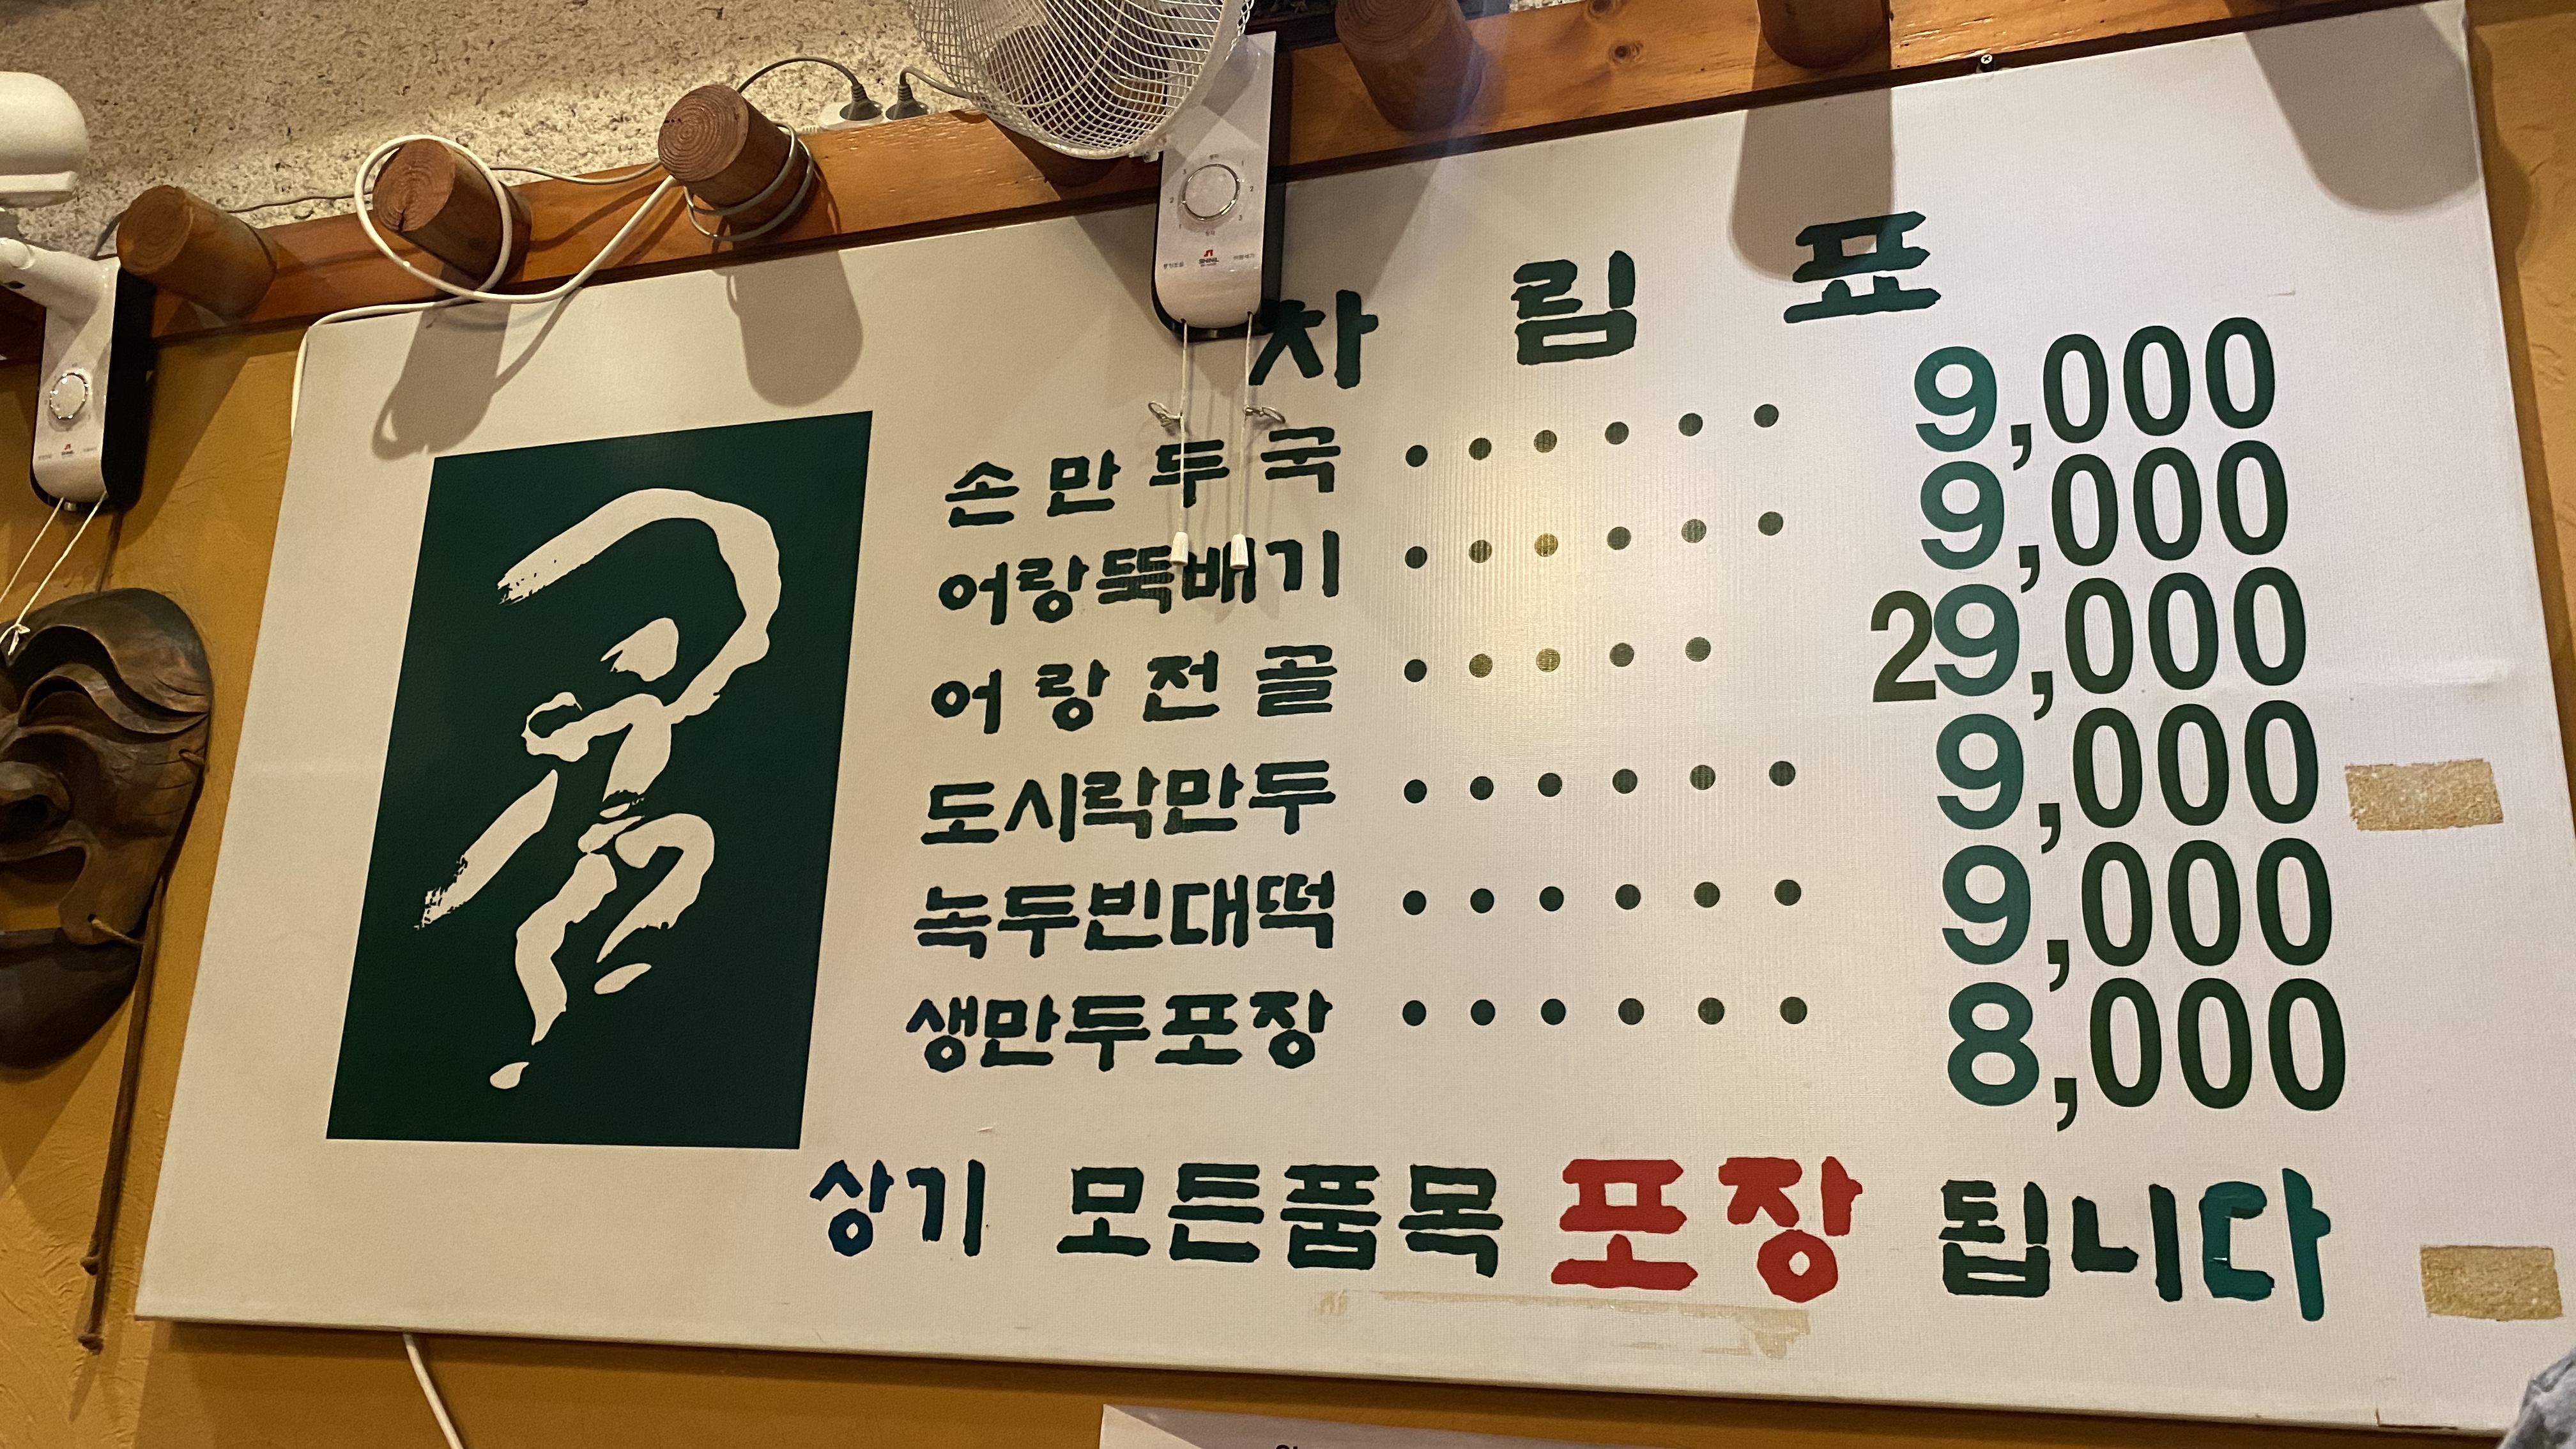 차림표
손만두국 • • • • • • 9,000
어랑뚝배기 • • • • • • 9,000
어랑전골 • • • • • 29,000
도시락만두 • • • • • • 9,000
녹두빈대떡 • • • • • • 9,000
생만두포장 • • • • • • 8,000
상기 모든품목 포장 됩니다